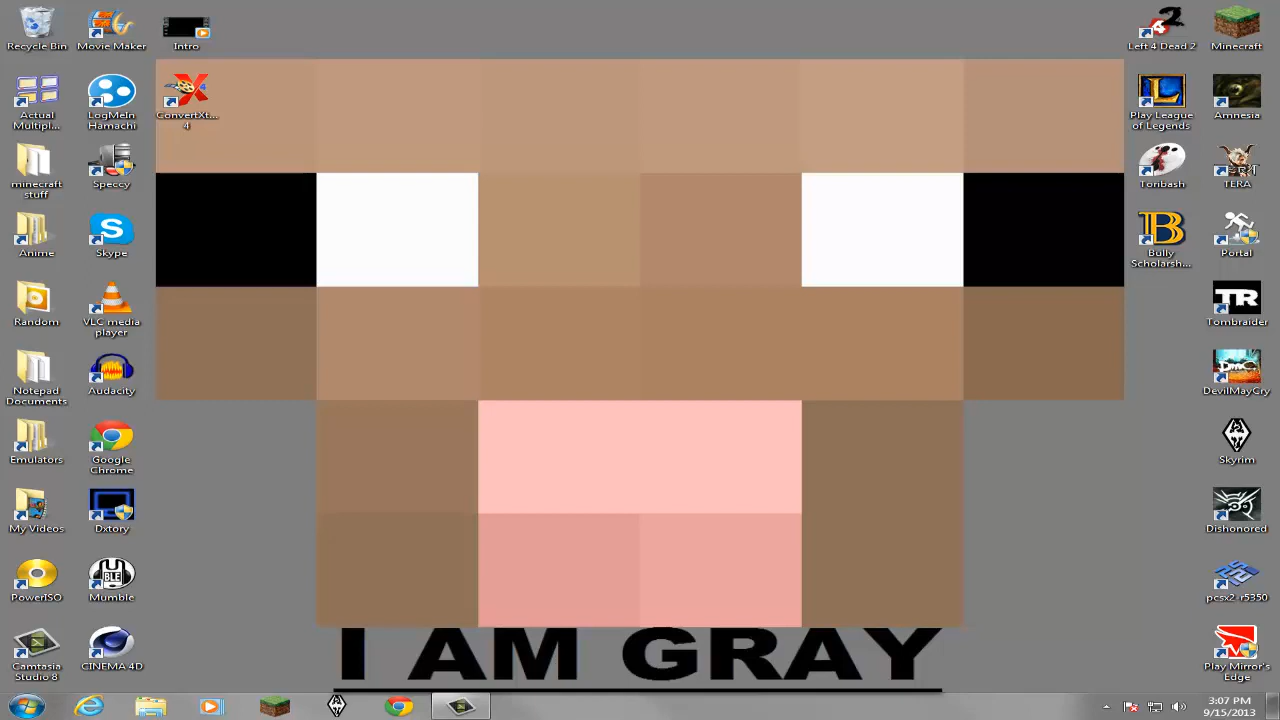 Recycle Bin
Movie Maker
Intro
Left 4 Dead 2
Minecraft
Actual
Multipl...
LogMeIn
Hamachi
ConvertXt...
4
Play League
of Legends
Amnesia
minecraft
stuff
Speccy
Toribash
TERA
Anime
Skype
Bully
Scholarsh...
Portal
Random
VLC media
player
Tombraider
Notepad
Documents
Audacity
DevilMayCry
Emulators
Google
Chrome
Skyrim
My Videos
Dxtory
Dishonored
PowerISO
Mumble
pcsx2-r5350
Camtasia
Studio 8
CINEMA 4D
Play Mirror's
Edge
I AM GRAY
3:07 PM
9/15/2013